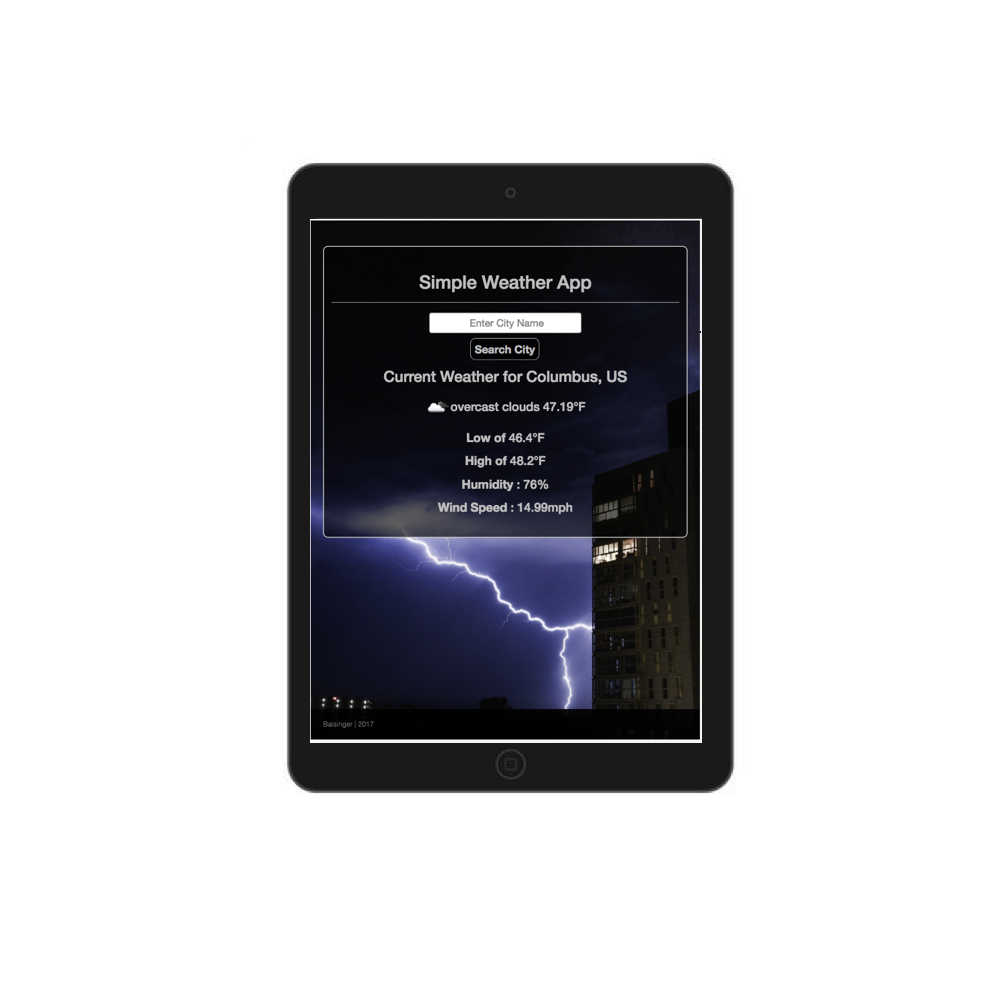 Simple Weather App
Enter City Name
Search City
Current Weather for Columbus, US
overcast clouds 47.19°F
Low of 46.4°F
High of 48.2°F
Humidity : 76%
Wind Speed : 14.99mph
Baisinger | 2017